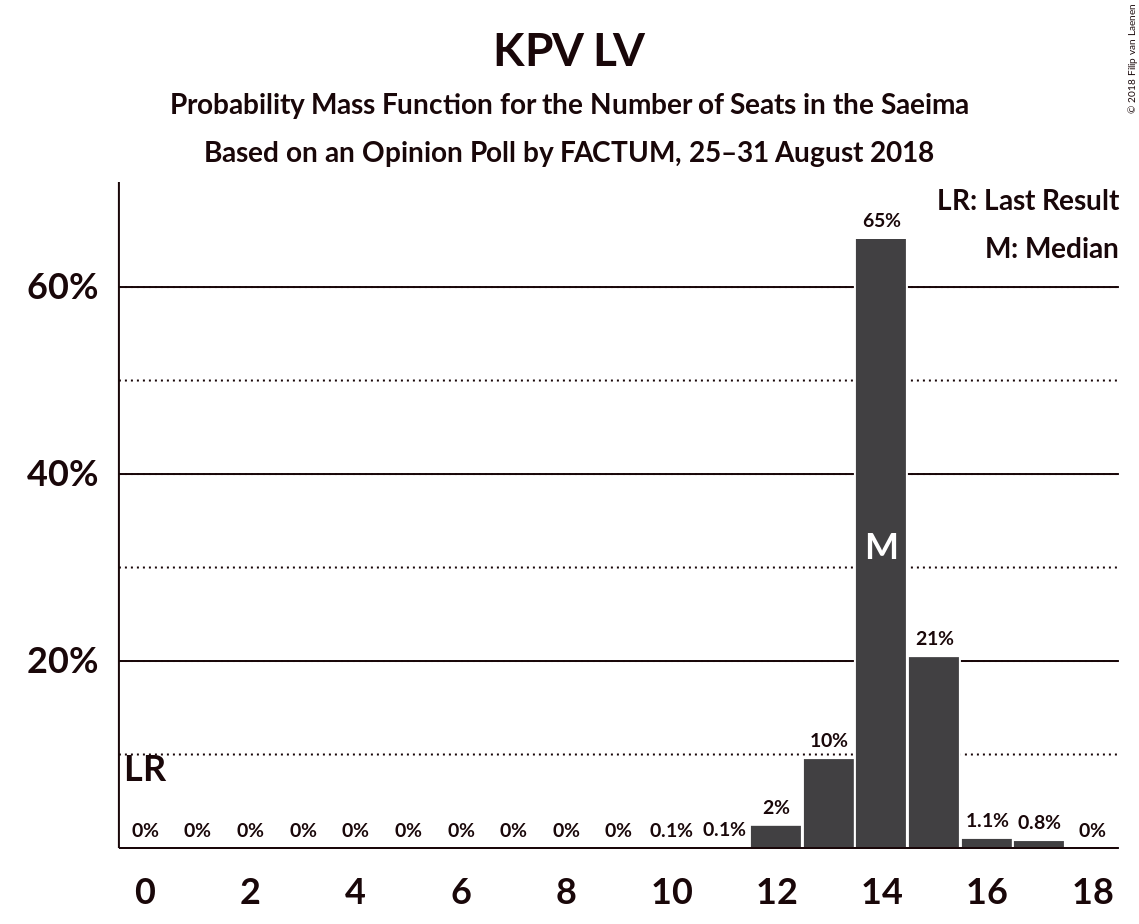 KPV LV
Probability Mass Function for the Number of Seats in the Saeima
Based on an Opinion Poll by FACTUM, 25–31 August 2018
© 2018 Filip van Laenen
LR: Last Result
M: Median
60%
40%
20%
65%
M
21%
10%
LR
2%
0% 0% 0% 0% 0% 0% 0% 0% 0% 0% 0.1% 0.1% 1.1% 0.8% 0%
0 2 4 6 8 10 12 14 16 18